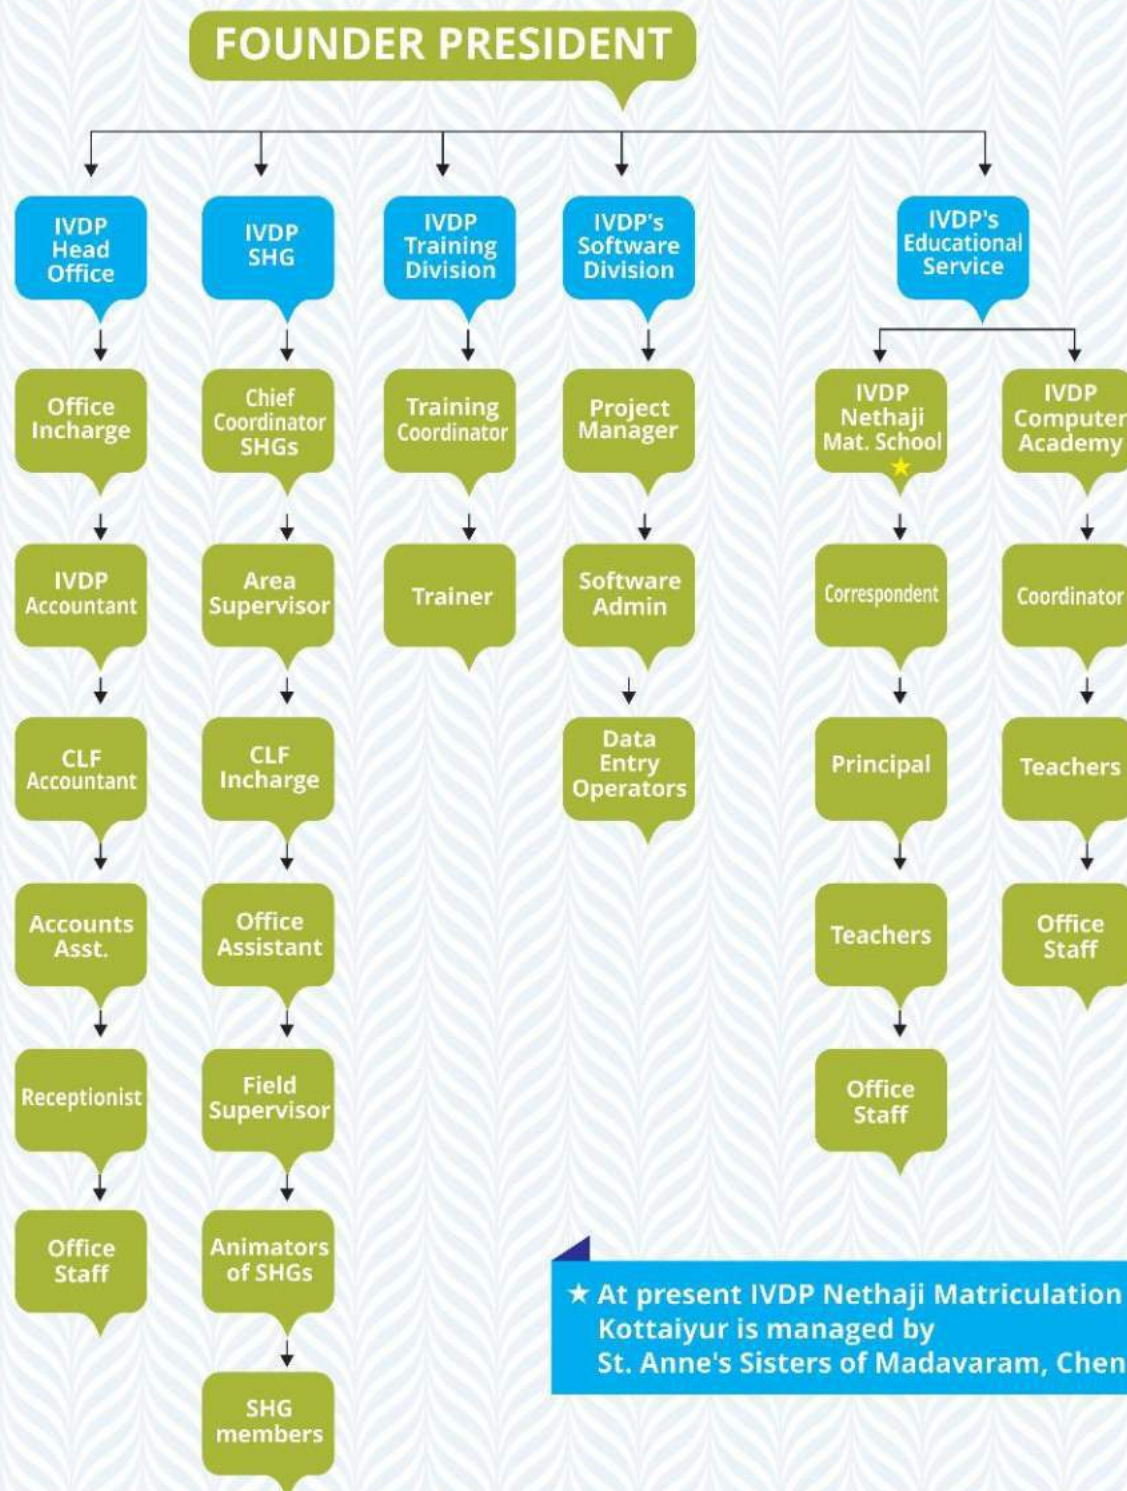 FOUNDER PRESIDENT
IVDP
Head
Office
IVDP
SHG
IVDP
Training
Division
IVDP's
Software
Division
IVDP's
Educational
Service
Office
Incharge
Chief
Coordinator
SHGs
Training
Coordinator
Project
Manager
IVDP
Nethaji
Mat. School
IVDP
Computer
Academy
IVDP
Accountant
Area
Supervisor
Trainer
Software
Admin
Correspondent
Coordinator
CLF
Accountant
CLF
Incharge
Data
Entry
Operators
Principal
Teachers
Accounts
Asst.
Office
Assistant
Teachers
Office
Staff
Receptionist
Field
Supervisor
Office
Staff
Office
Staff
Animators
of SHGs
SHG
members
★ At present IVDP Nethaji Matriculation
Kottaiyur is managed by
St. Anne's Sisters of Madavaram,